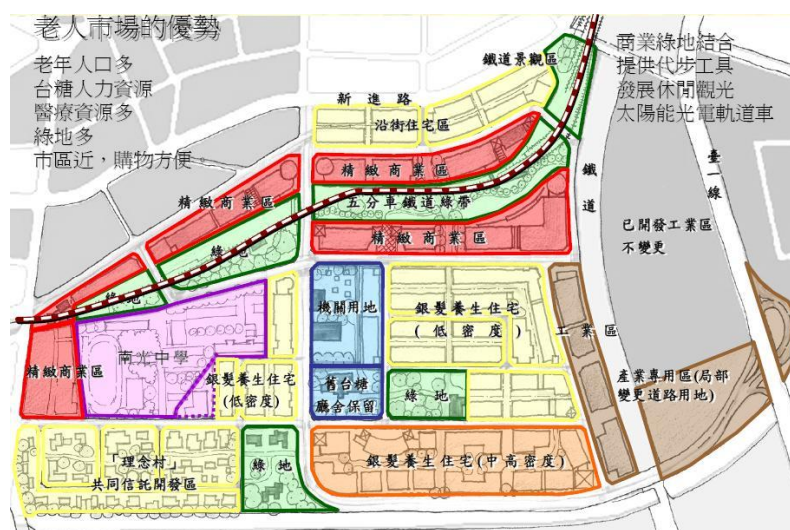 老人市場的優勢
老年人口多
台糖人力資源
醫療資源多
綠地多
市區近，購物方便。
商業綠地結合
提供代步工具
發展休閒觀光
太陽能光電軌道車
鐵道景觀區
新進路
沿街住宅區
精緻商業區
精緻商業區
五分車鐵道綠帶
精緻商業區
綠地
綠地
鐵道
臺一線
已開發工業區
不變更
機關用地
銀髮養生住宅
(低密度)
工業區
南光中學
精緻商業區
銀髮養生住宅
(低密度)
舊台糖
廳舍保留
綠地
產業專用區(局部
變更道路用地)
「理念村」
共同信託開發區
綠地
銀髮養生住宅(中高密度)